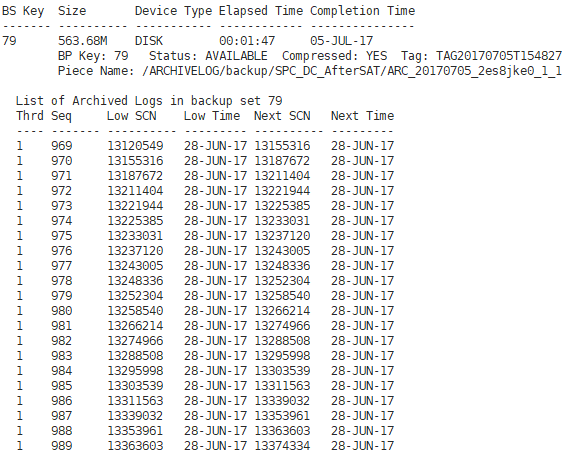 BS Key  Size       Device Type Elapsed Time Completion Time
------- ---------- ----------- ------------ ---------------
79      563.68M    DISK        00:01:47     05-JUL-17
        BP Key: 79   Status: AVAILABLE  Compressed: YES  Tag: TAG20170705T154827
        Piece Name: /ARCHIVELOG/backup/SPC_DC_AfterSAT/ARC_20170705_2es8jke0_1_1
  List of Archived Logs in backup set 79
  Thrd Seq     Low SCN    Low Time  Next SCN   Next Time
  ---- ------- ---------- --------- ---------- ---------
  1    969     13120549   28-JUN-17 13155316   28-JUN-17
  1    970     13155316   28-JUN-17 13187672   28-JUN-17
  1    971     13187672   28-JUN-17 13211404   28-JUN-17
  1    972     13211404   28-JUN-17 13221944   28-JUN-17
  1    973     13221944   28-JUN-17 13225385   28-JUN-17
  1    974     13225385   28-JUN-17 13233031   28-JUN-17
  1    975     13233031   28-JUN-17 13237120   28-JUN-17
  1    976     13237120   28-JUN-17 13243005   28-JUN-17
  1    977     13243005   28-JUN-17 13248336   28-JUN-17
  1    978     13248336   28-JUN-17 13252304   28-JUN-17
  1    979     13252304   28-JUN-17 13258540   28-JUN-17
  1    980     13258540   28-JUN-17 13266214   28-JUN-17
  1    981     13266214   28-JUN-17 13274966   28-JUN-17
  1    982     13274966   28-JUN-17 13288508   28-JUN-17
  1    983     13288508   28-JUN-17 13295998   28-JUN-17
  1    984     13295998   28-JUN-17 13303539   28-JUN-17
  1    985     13303539   28-JUN-17 13311563   28-JUN-17
  1    986     13311563   28-JUN-17 13339032   28-JUN-17
  1    987     13339032   28-JUN-17 13353961   28-JUN-17
  1    988     13353961   28-JUN-17 13363603   28-JUN-17
  1    989     13363603   28-JUN-17 13374334   28-JUN-17